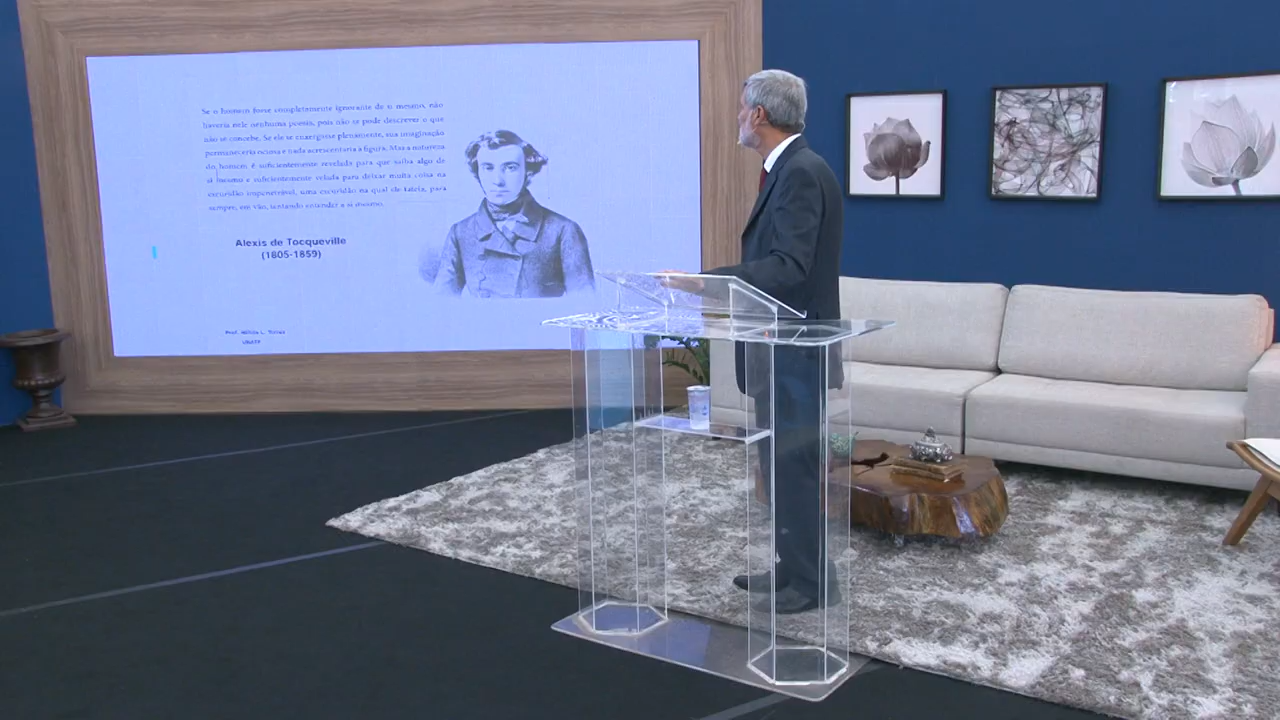 Se o homem fosse completamente ignorante de si mesmo, não
haveria nele nenhuma poesia, pois não se pode descrever o que
não se concebe. Se ele se enxergasse plenamente, sua imaginação
permaneceria ociosa e nada acrescentaria à figura. Mas a natureza
do homem é suficientemente revelada para que saiba algo de
si mesmo e suficientemente velada para deixar muita coisa na
escuridão impenetrável, uma escuridão na qual ele tateia, para
sempre, em vão, tentando entender a si mesmo.
Alexis de Tocqueville
(1805-1859)
Prof. L. Torres